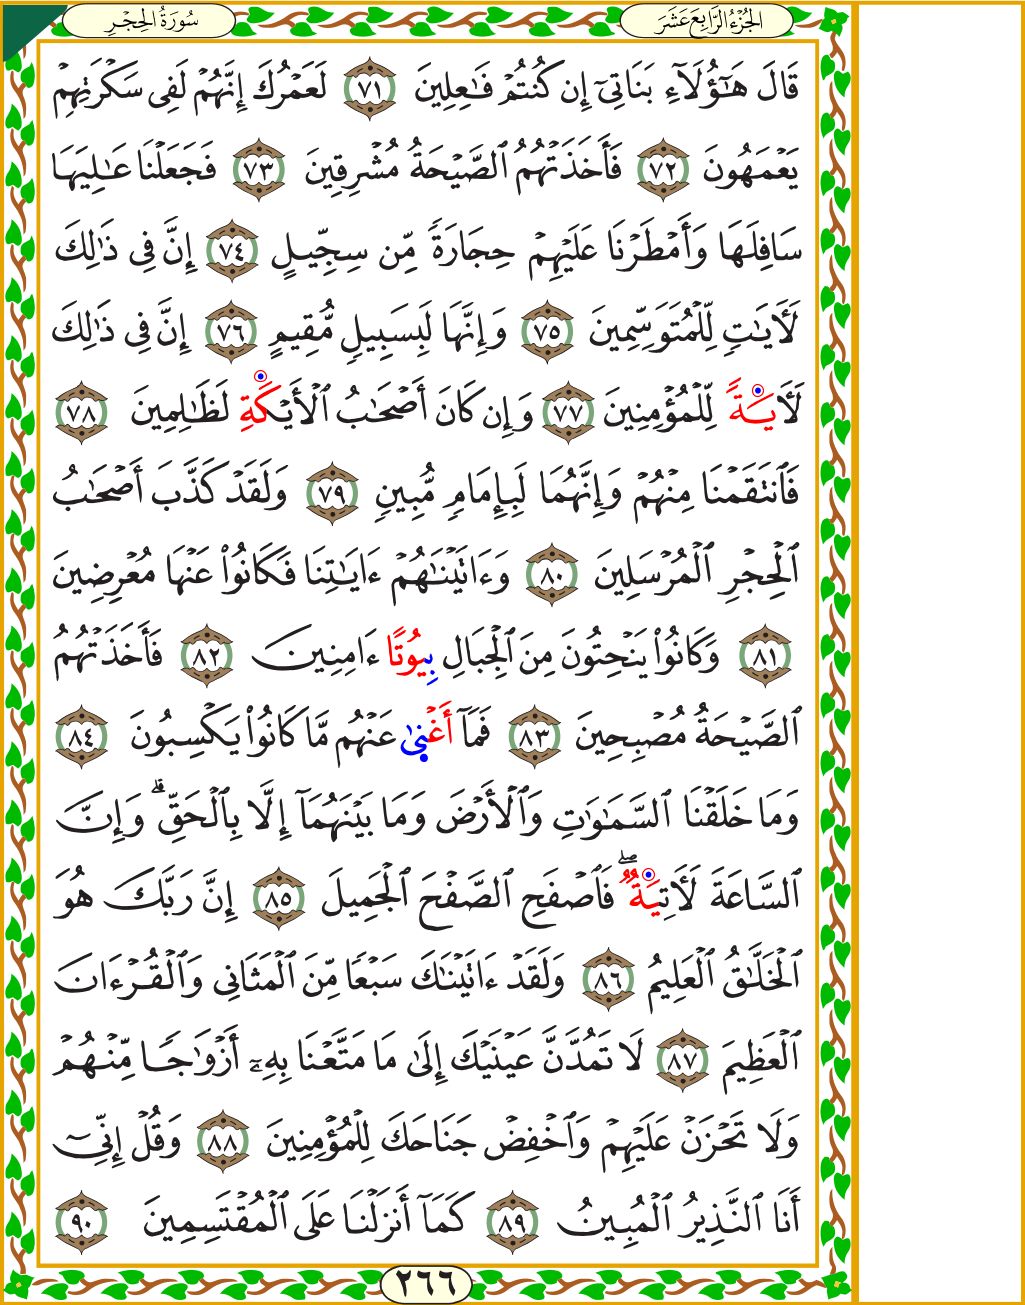 سُورَةُ الحِجْرِ
الجُزْءُ الرَّابِعَ عَشَرَ
قَالَ هَـٰٓؤُلَآءِ بَنَاتِىٓ إِن كُنتُمْ فَـٰعِلِينَ ٧١ لَعَمْرُكَ إِنَّهُمْ لَفِى سَكْرَتِهِمْ
يَعْمَهُونَ ٧٢ فَأَخَذَتْهُمُ ٱلصَّيْحَةُ مُشْرِقِينَ ٧٣ فَجَعَلْنَا عَـٰلِيَهَا
سَافِلَهَا وَأَمْطَرْنَا عَلَيْهِمْ حِجَارَةً مِّن سِجِّيلٍ ٧٤ إِنَّ فِى ذَٰلِكَ
لَـَٔايَـٰتٍ لِّلْمُتَوَسِّمِينَ ٧٥ وَإِنَّهَا لَبِسَبِيلٍ مُّقِيمٍ ٧٦ إِنَّ فِى ذَٰلِكَ
لَـَٔايَةً لِّلْمُؤْمِنِينَ ٧٧ وَإِن كَانَ أَصْحَـٰبُ ٱلْأَيْكَةِ لَظَـٰلِمِينَ ٧٨
فَٱنتَقَمْنَا مِنْهُمْ وَإِنَّهُمَا لَبِإِمَامٍ مُّبِينٍ ٧٩ وَلَقَدْ كَذَّبَ أَصْحَـٰبُ
ٱلْحِجْرِ ٱلْمُرْسَلِينَ ٨٠ وَءَاتَيْنَـٰهُمْ ءَايَـٰتِنَا فَكَانُوا۟ عَنْهَا مُعْرِضِينَ
٨١ وَكَانُوا۟ يَنْحِتُونَ مِنَ ٱلْجِبَالِ بِيُوتًا ءَامِنِينَ ٨٢ فَأَخَذَتْهُمُ
ٱلصَّيْحَةُ مُصْبِحِينَ ٨٣ فَمَآ أَغْنَىٰ عَنْهُم مَّا كَانُوا۟ يَكْسِبُونَ ٨٤
وَمَا خَلَقْنَا ٱلسَّمَـٰوَٰتِ وَٱلْأَرْضَ وَمَا بَيْنَهُمَآ إِلَّا بِٱلْحَقِّ ۗ وَإِنَّ
ٱلسَّاعَةَ لَـَٔاتِيَةٌ ۖ فَٱصْفَحِ ٱلصَّفْحَ ٱلْجَمِيلَ ٨٥ إِنَّ رَبَّكَ هُوَ
ٱلْخَلَّـٰقُ ٱلْعَلِيمُ ٨٦ وَلَقَدْ ءَاتَيْنَـٰكَ سَبْعًا مِّنَ ٱلْمَثَانِى وَٱلْقُرْءَانَ
ٱلْعَظِيمَ ٨٧ لَا تَمُدَّنَّ عَيْنَيْكَ إِلَىٰ مَا مَتَّعْنَا بِهِۦٓ أَزْوَٰجًا مِّنْهُمْ
وَلَا تَحْزَنْ عَلَيْهِمْ وَٱخْفِضْ جَنَاحَكَ لِلْمُؤْمِنِينَ ٨٨ وَقُلْ إِنِّىٓ
أَنَا ٱلنَّذِيرُ ٱلْمُبِينُ ٨٩ كَمَآ أَنزَلْنَا عَلَى ٱلْمُقْتَسِمِينَ ٩٠
٢٦٦